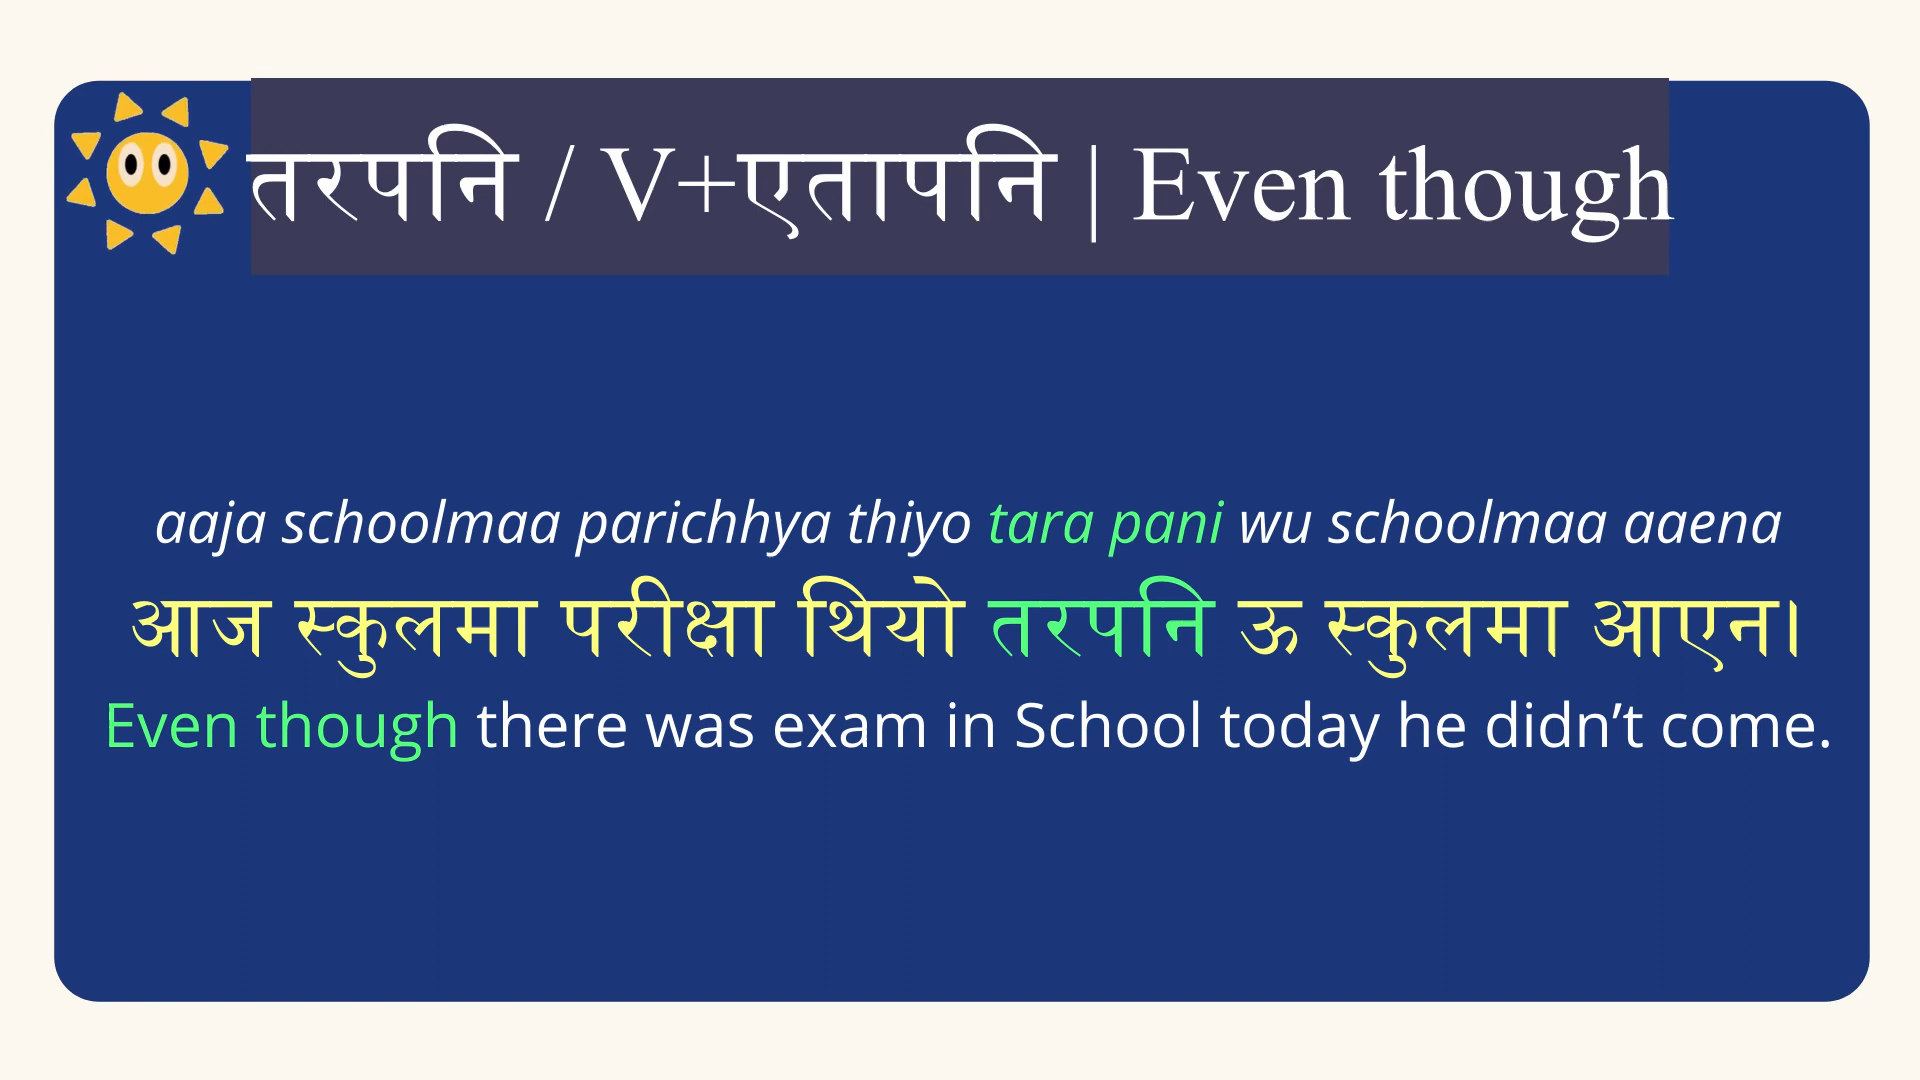 तरपनि / V+एतापनि | Even though
aaja schoolmaa parichhya thiyo tara pani wu schoolmaa aaena
आज स्कुलमा परीक्षा थियो तरपनि ऊ स्कुलमा आएन।
Even though there was exam in School today he didn’t come.